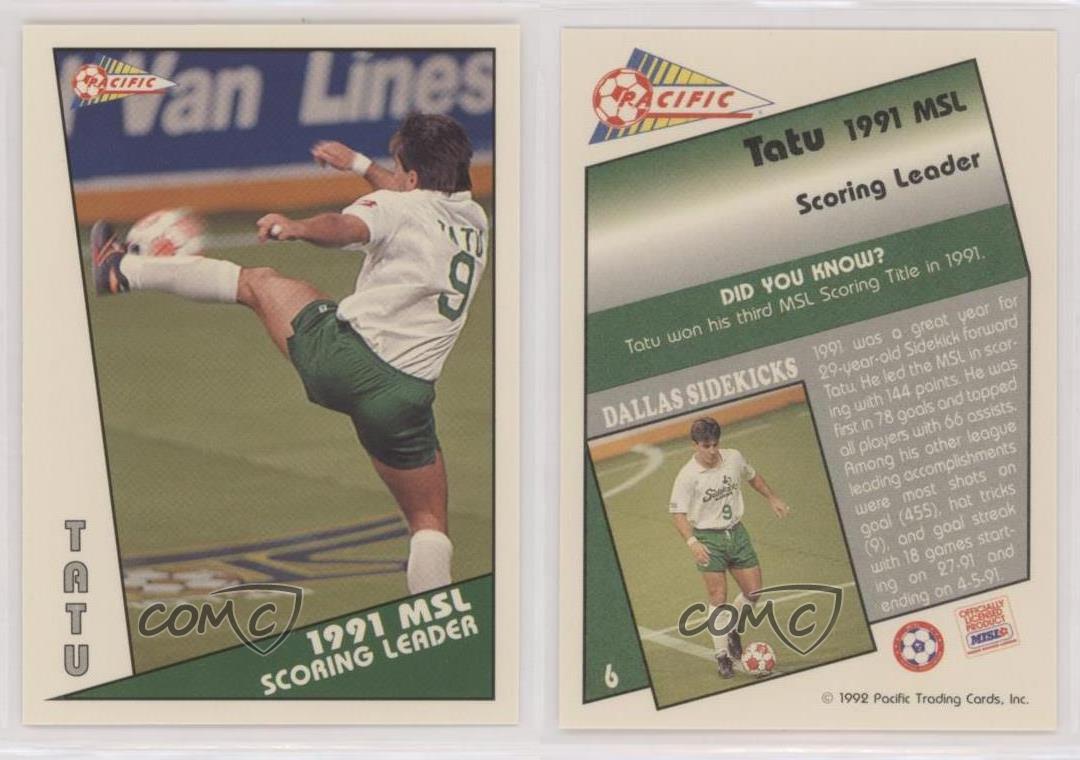 Van Lines
PACIFIC
TATU
9
TATU
1991 MSL
SCORING LEADER
COMC
PACIFIC
Tatu 1991 MSL
Scoring Leader
DID YOU KNOW?
Tatu won his third MSL Scoring Title in 1991.
DALLAS SIDEKICKS
1991 was a great year for
29-year-old Sidekick forward
Tatu. He led the MSL in scor-
ing with 144 points. He was
first in 78 goals and topped
all players with 66 assists.
Among his other league
leading accomplishments
were most shots on
goal (455), hat tricks
(9), and goal streak
with 18 games start-
ing on 27-91 and
ending on 4-5-91.
Sidekicks
9
COMC
6
OFFICIALLY
LICENSED
PRODUCT
MISL
© 1992 Pacific Trading Cards, Inc.